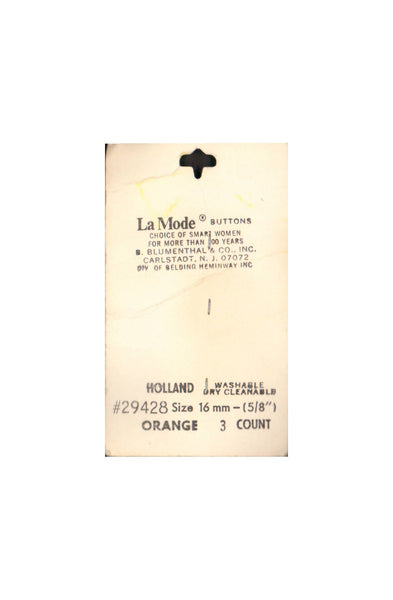 La Mode® BUTTONS
CHOICE OF SMART WOMEN
FOR MORE THAN 100 YEARS
B. BLUMENTHAL & CO., INC.
CARLSTADT, N. J. 07072
DIV OF BELDING HEMINWAY INC
HOLLAND WASHABLE
DRY CLEANABLE
#29428 Size 16 mm - (5/8")
ORANGE 3 COUNT